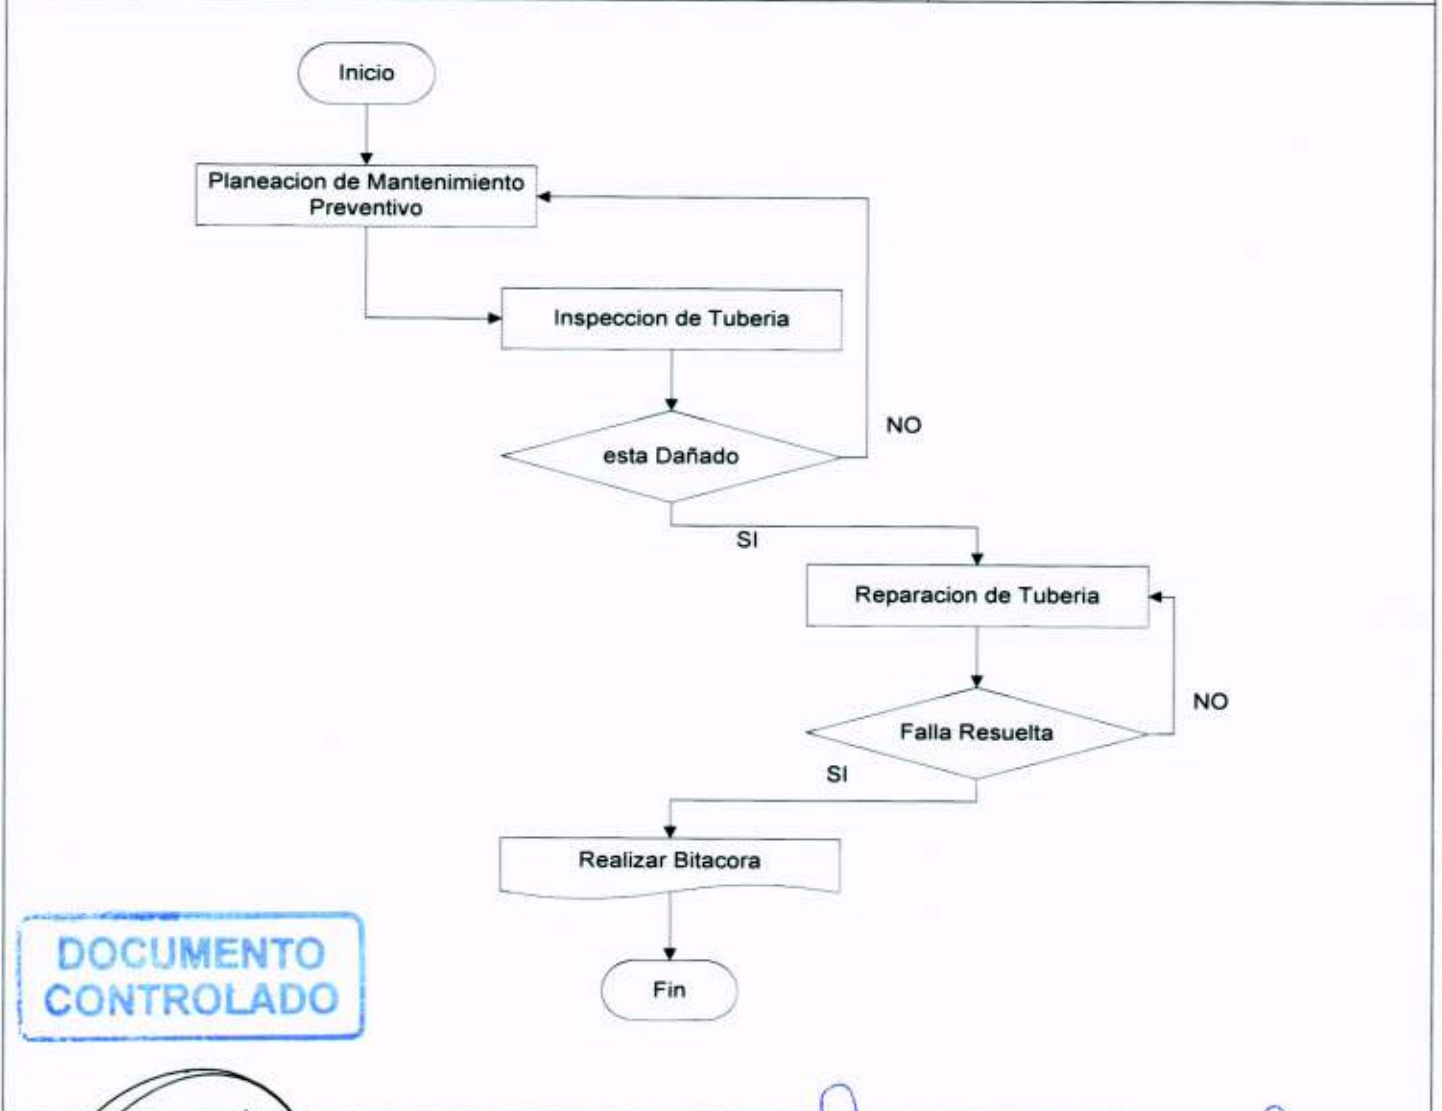 Inicio
Planeacion de Mantenimiento
Preventivo
Inspeccion de Tuberia
NO
esta Dañado
SI
Reparacion de Tuberia
NO
Falla Resuelta
SI
Realizar Bitacora
DOCUMENTO
CONTROLADO
Fin